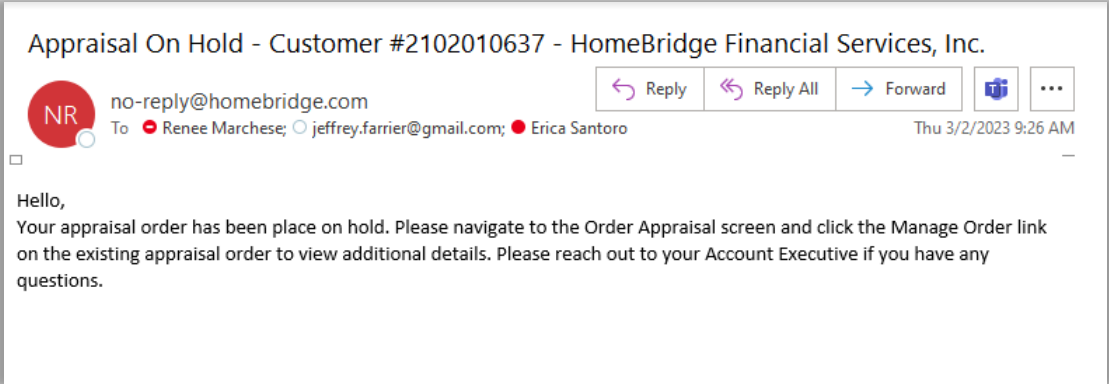 Appraisal On Hold - Customer #2102010637 - HomeBridge Financial Services, Inc.
NR
no-reply@homebridge.com
Reply
Reply All
Forward
To Renee Marchese; jeffrey.farrier@gmail.com; Erica Santoro
Thu 3/2/2023 9:26 AM
Hello,
Your appraisal order has been place on hold. Please navigate to the Order Appraisal screen and click the Manage Order link
on the existing appraisal order to view additional details. Please reach out to your Account Executive if you have any
questions.